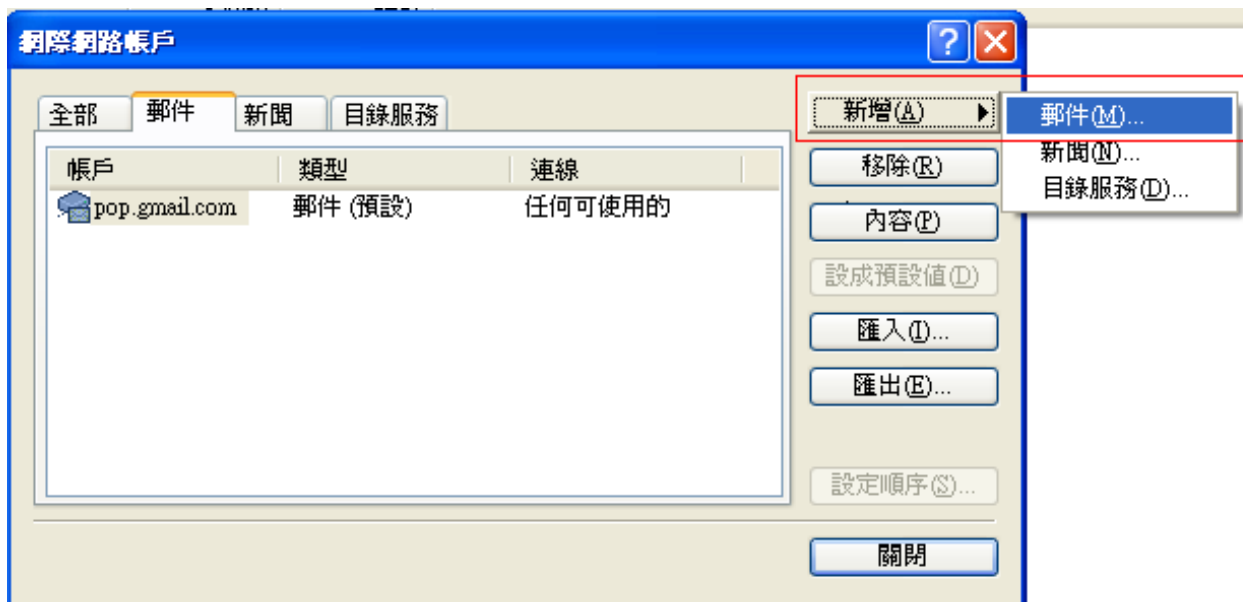 網際網路帳戶
全部 郵件 新聞 目錄服務
帳戶 類型 連線
pop.gmail.com 郵件 (預設) 任何可使用的
新增(A)
移除(R)
內容(P)
設成預設值(D)
匯入(I)...
匯出(E)...
設定順序(S)...
關閉
郵件(M)...
新聞(N)...
目錄服務(D)...